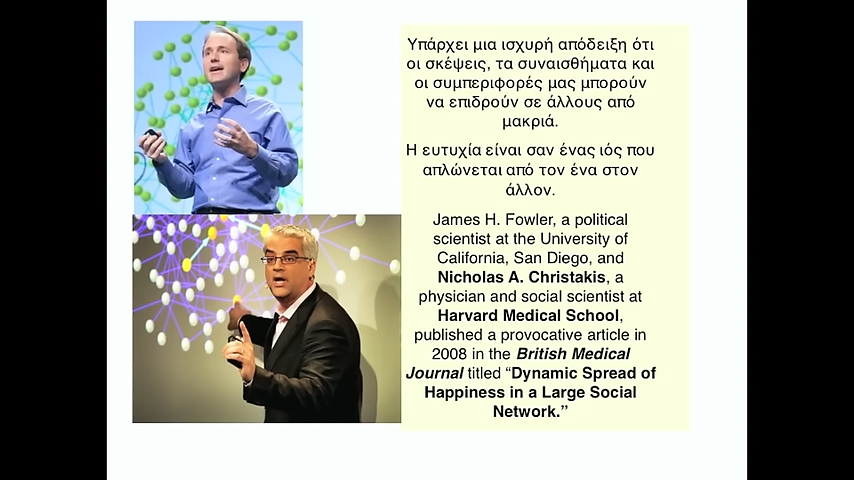 Υπάρχει μια ισχυρή απόδειξη ότι
οι σκέψεις, τα συναισθήματα και
οι συμπεριφορές μας μπορούν
να επιδρούν σε άλλους από
μακριά.
Η ευτυχία είναι σαν ένας ιός που
απλώνεται από τον ένα στον
άλλον.
James H. Fowler, a political
scientist at the University of
California, San Diego, and
Nicholas A. Christakis, a
physician and social scientist at
Harvard Medical School,
published a provocative article in
2008 in the British Medical
Journal titled “Dynamic Spread of
Happiness in a Large Social
Network.”